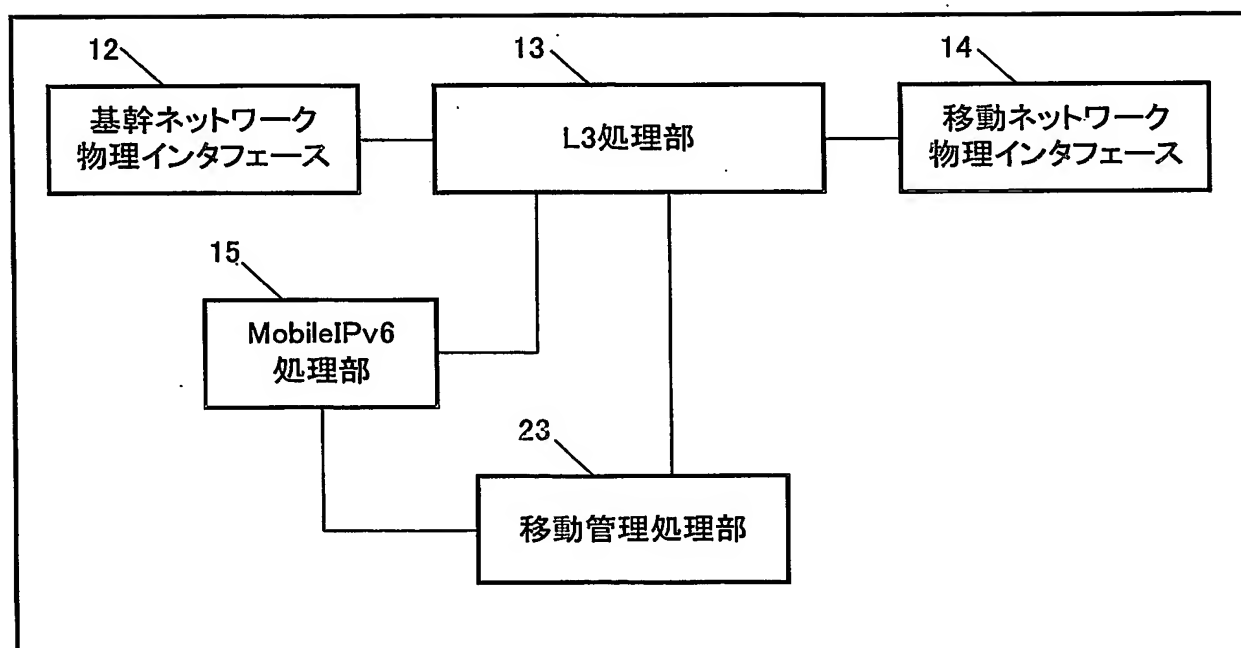 12
13
14
基幹ネットワーク
物理インタフェース
L3処理部
移動ネットワーク
物理インタフェース
15
MobileIPv6
処理部
23
移動管理処理部